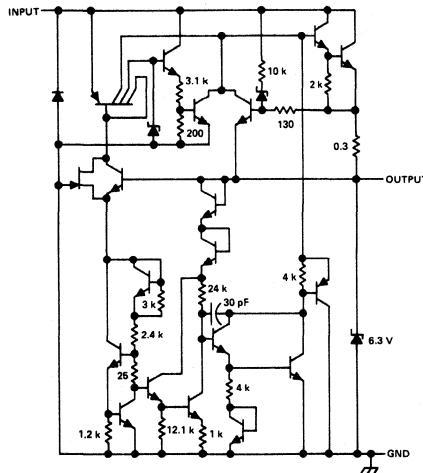 INPUT
3.1 k
10 k
2 k
200
130
0.3
OUTPUT
24 k
30 pF
4 k
3 k
2.4 k
25
6.3 V
4 k
1.2 k
12.1 k
1 k
GND